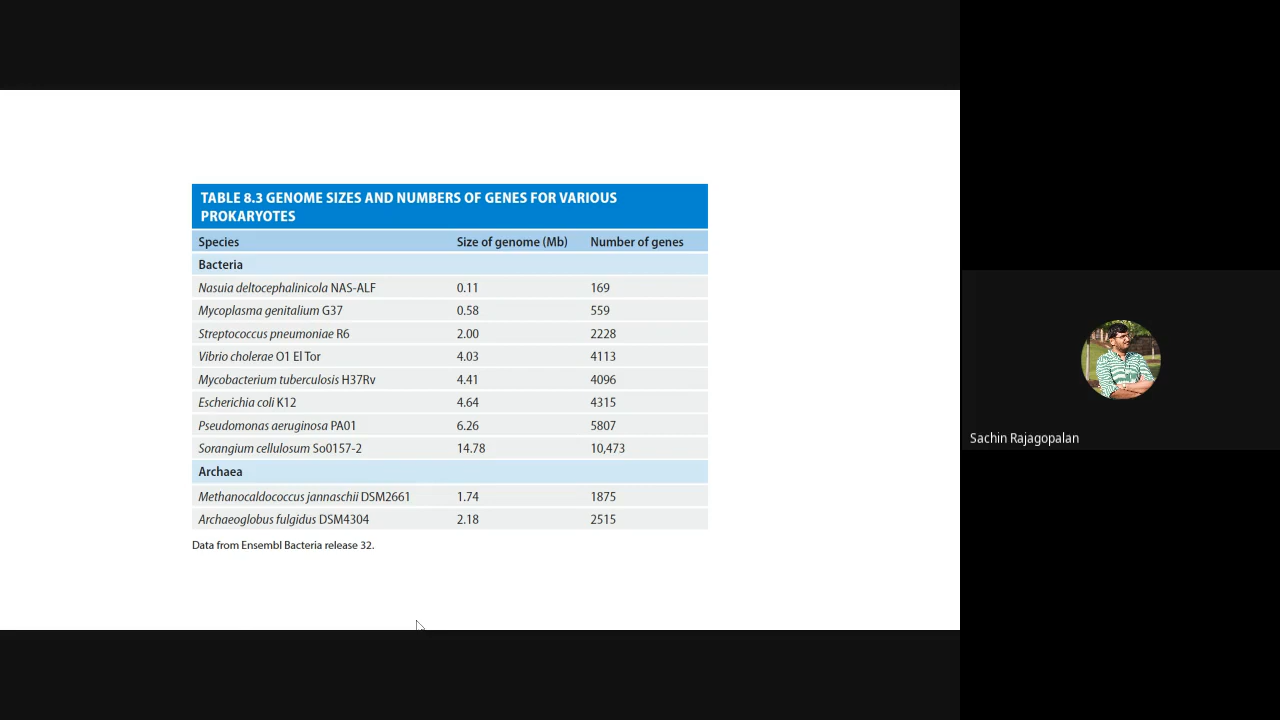 TABLE 8.3 GENOME SIZES AND NUMBERS OF GENES FOR VARIOUS
PROKARYOTES
Species Size of genome (Mb) Number of genes
Bacteria
Nasuia deltocephalinicola NAS-ALF 0.11 169
Mycoplasma genitalium G37 0.58 559
Streptococcus pneumoniae R6 2.00 2228
Vibrio cholerae O1 El Tor 4.03 4113
Mycobacterium tuberculosis H37Rv 4.41 4096
Escherichia coli K12 4.64 4315
Pseudomonas aeruginosa PA01 6.26 5807
Sorangium cellulosum So0157-2 14.78 10,473
Archaea
Methanocaldococcus jannaschii DSM2661 1.74 1875
Archaeoglobus fulgidus DSM4304 2.18 2515
Data from Ensembl Bacteria release 32.
Sachin Rajagopalan